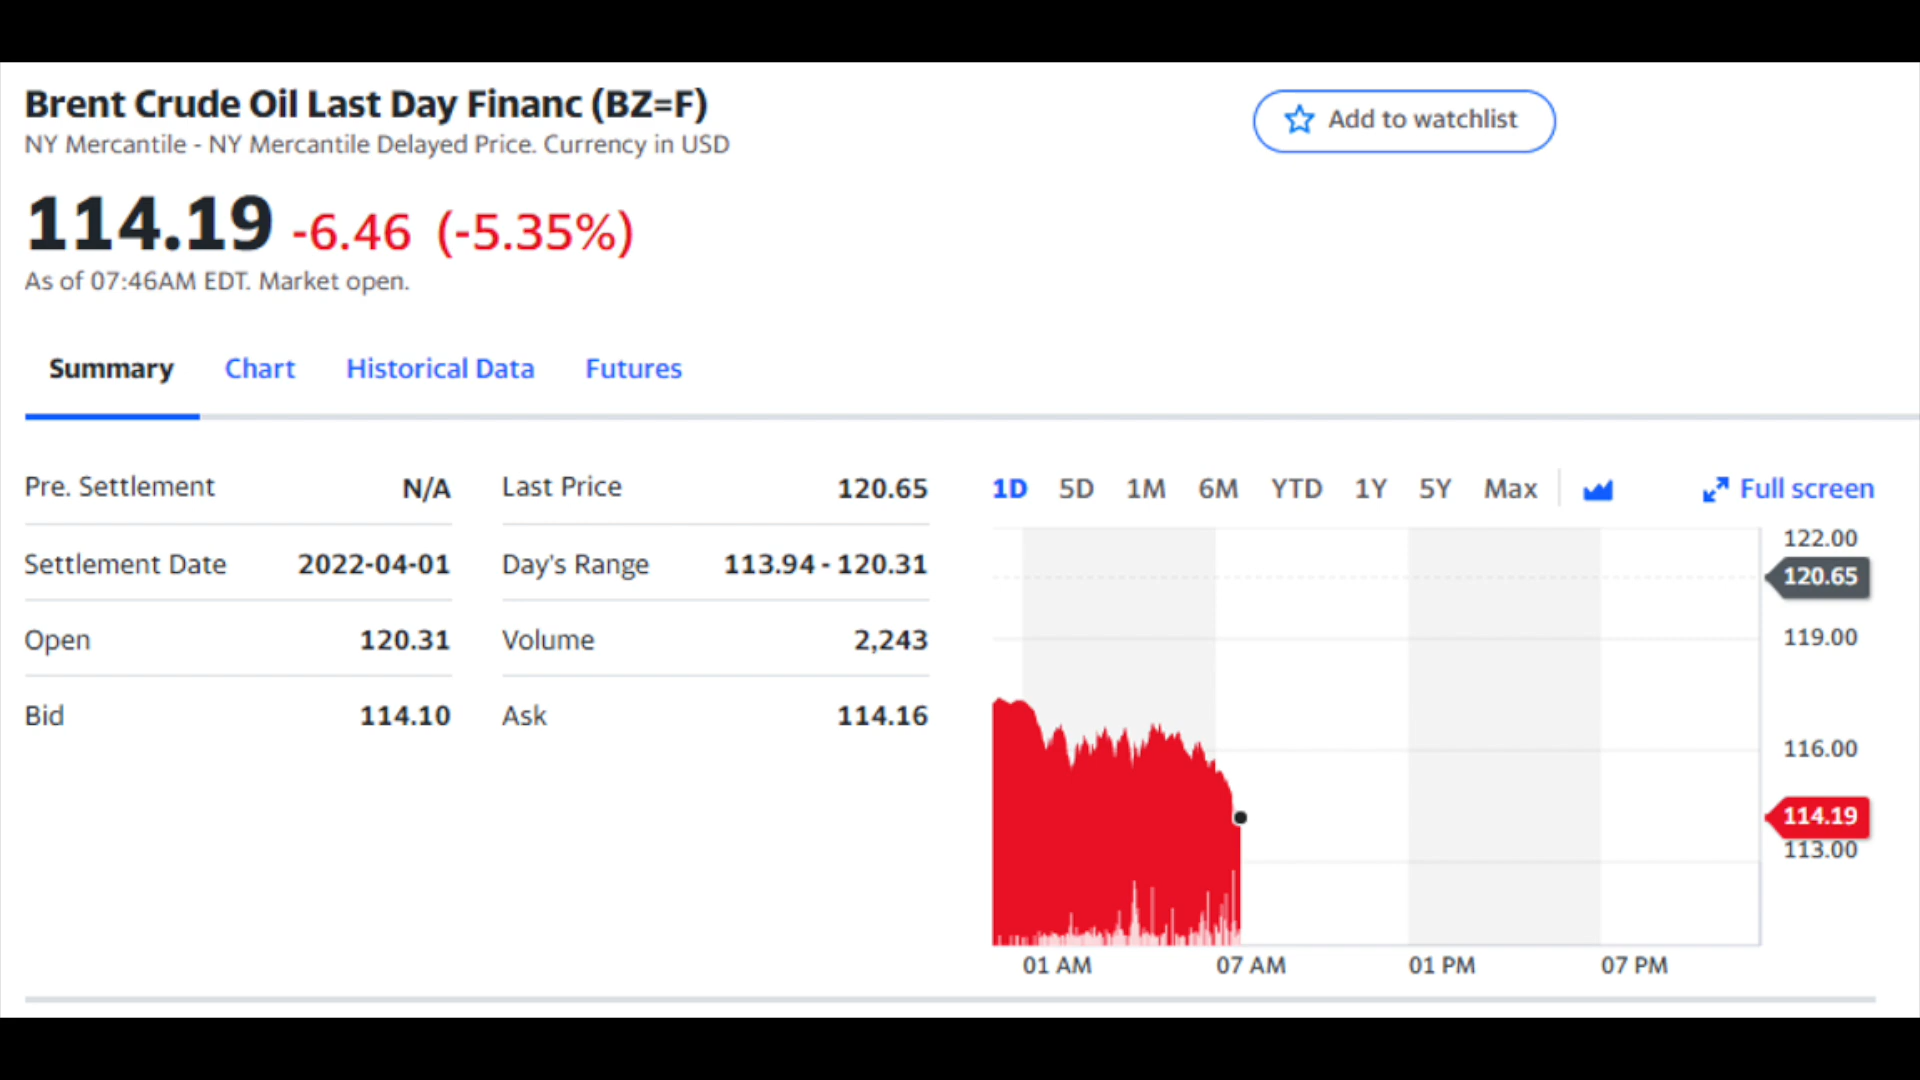 Brent Crude Oil Last Day Financ (BZ=F)
NY Mercantile - NY Mercantile Delayed Price. Currency in USD
Add to watchlist
114.19 -6.46 (-5.35%)
As of 07:46AM EDT. Market open.
Summary Chart Historical Data Futures
Pre. Settlement N/A
Settlement Date 2022-04-01
Open 120.31
Bid 114.10
Last Price 120.65
Day's Range 113.94 - 120.31
Volume 2,243
Ask 114.16
1D 5D 1M 6M YTD 1Y 5Y Max Full screen
122.00
120.65
119.00
116.00
114.19
113.00
01 AM 07 AM 01 PM 07 PM